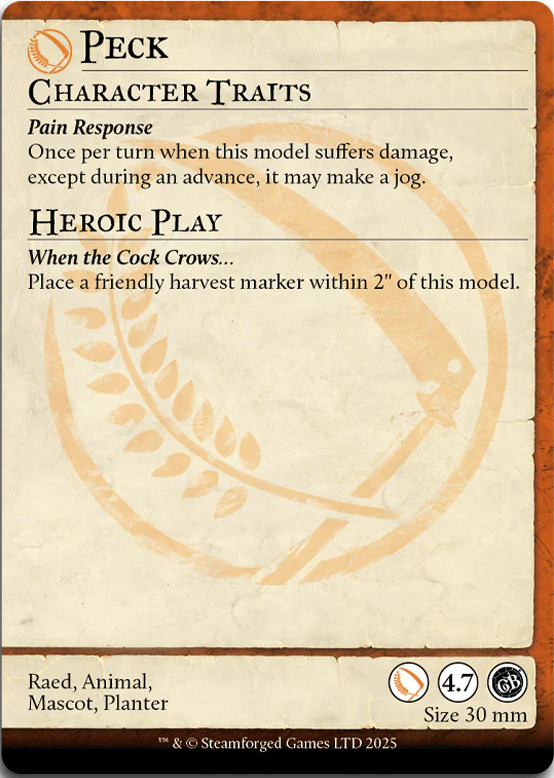 Peck
Character Traits
Pain Response
Once per turn when this model suffers damage,
except during an advance, it may make a jog.
Heroic Play
When the Cock Crows...
Place a friendly harvest marker within 2" of this model.
Raed, Animal,
Mascot, Planter
4.7
GB
Size 30 mm
™ & © Steamforged Games LTD 2025